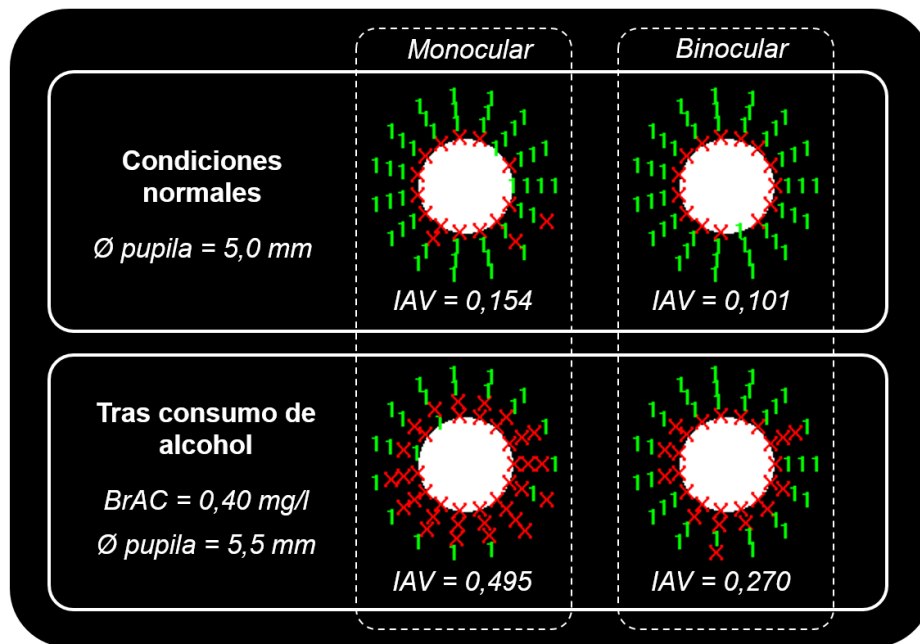 Monocular
Binocular
Condiciones
normales
Ø pupila = 5,0 mm
IAV = 0,154
IAV = 0,101
Tras consumo de
alcohol
BrAC = 0,40 mg/l
Ø pupila = 5,5 mm
IAV = 0,495
IAV = 0,270